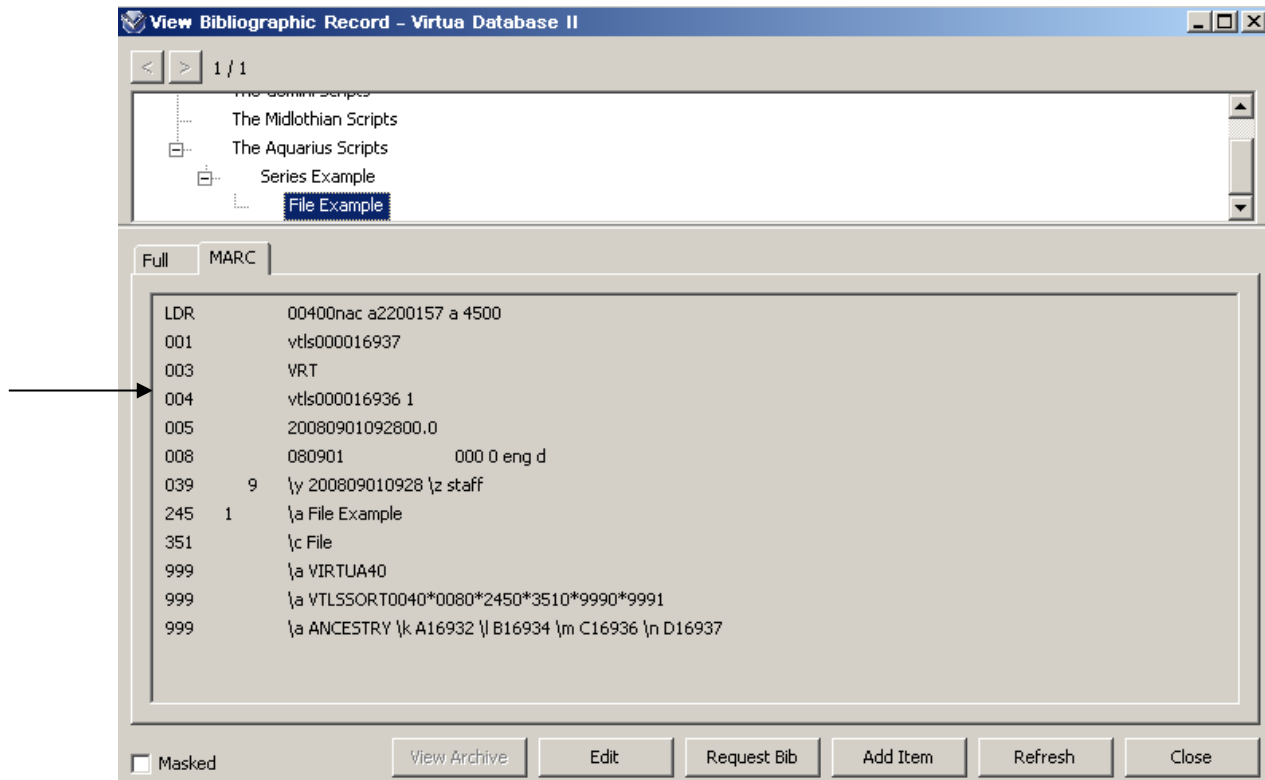 View Bibliographic Record - Virtua Database II
< > 1 / 1
The Gemini Scripts
The Midlothian Scripts
The Aquarius Scripts
Series Example
File Example
Full MARC
LDR 00400nac a2200157 a 4500
001 vtls000016937
003 VRT
004 vtls000016936 1
005 20080901092800.0
008 080901 000 0 eng d
039 9 \y 200809010928 \z staff
245 1 \a File Example
351 \c File
999 \a VIRTUA40
999 \a VTLSSORT0040*0080*2450*3510*9990*9991
999 \a ANCESTRY \k A16932 \l B16934 \m C16936 \n D16937
Masked View Archive Edit Request Bib Add Item Refresh Close